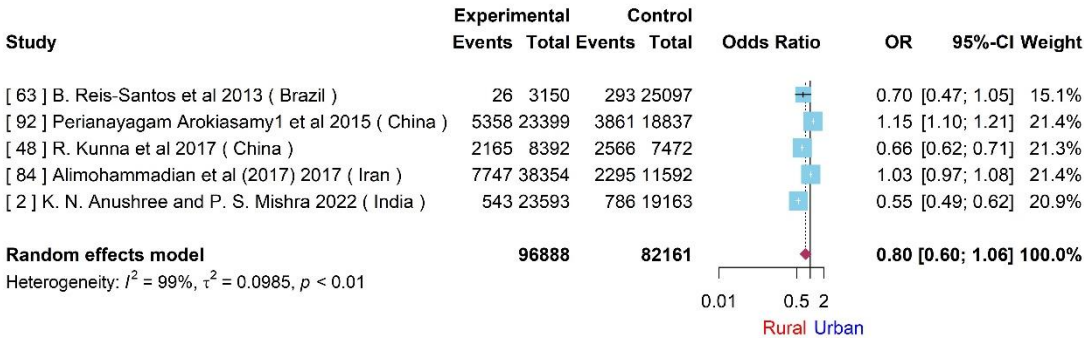 Experimental Control
Study Events Total Events Total Odds Ratio OR 95%-CI Weight
[ 63 ] B. Reis-Santos et al 2013 ( Brazil ) 26 3150 293 25097 0.70 [0.47; 1.05] 15.1%
[ 92 ] Perianayagam Arokiasamy1 et al 2015 ( China ) 5358 23399 3861 18837 1.15 [1.10; 1.21] 21.4%
[ 48 ] R. Kunna et al 2017 ( China ) 2165 8392 2566 7472 0.66 [0.62; 0.71] 21.3%
[ 84 ] Alimohammadian et al (2017) 2017 ( Iran ) 7747 38354 2295 11592 1.03 [0.97; 1.08] 21.4%
[ 2 ] K. N. Anushree and P. S. Mishra 2022 ( India ) 543 23593 786 19163 0.55 [0.49; 0.62] 20.9%
Random effects model 96888 82161 0.80 [0.60; 1.06] 100.0%
Heterogeneity: I² = 99%, τ² = 0.0985, p < 0.01
0.01 0.5 2
Rural Urban